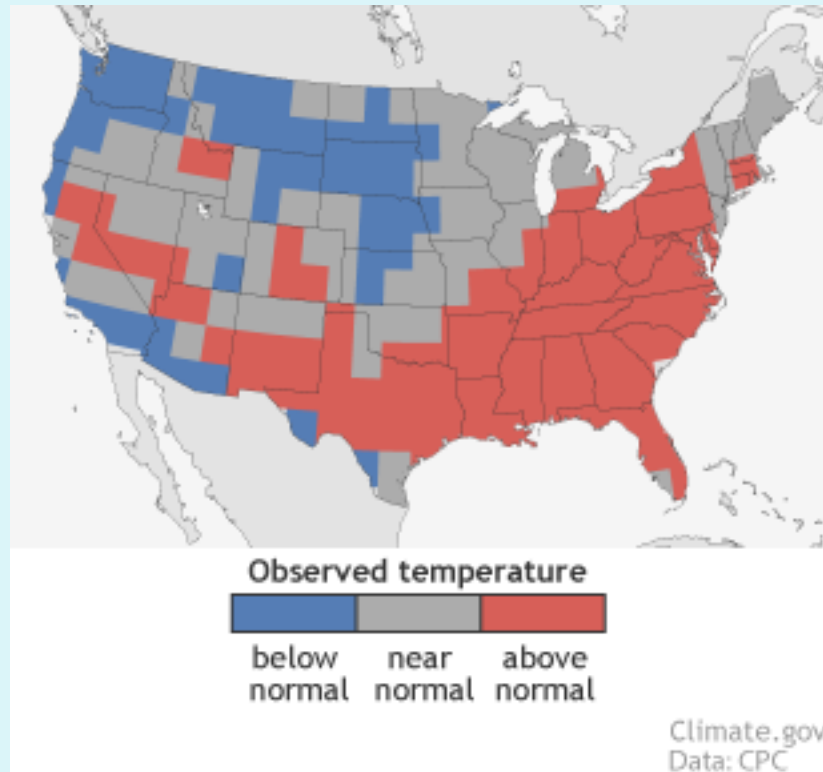 Observed temperature
below near above
normal normal normal
Climate.gov
Data: CPC